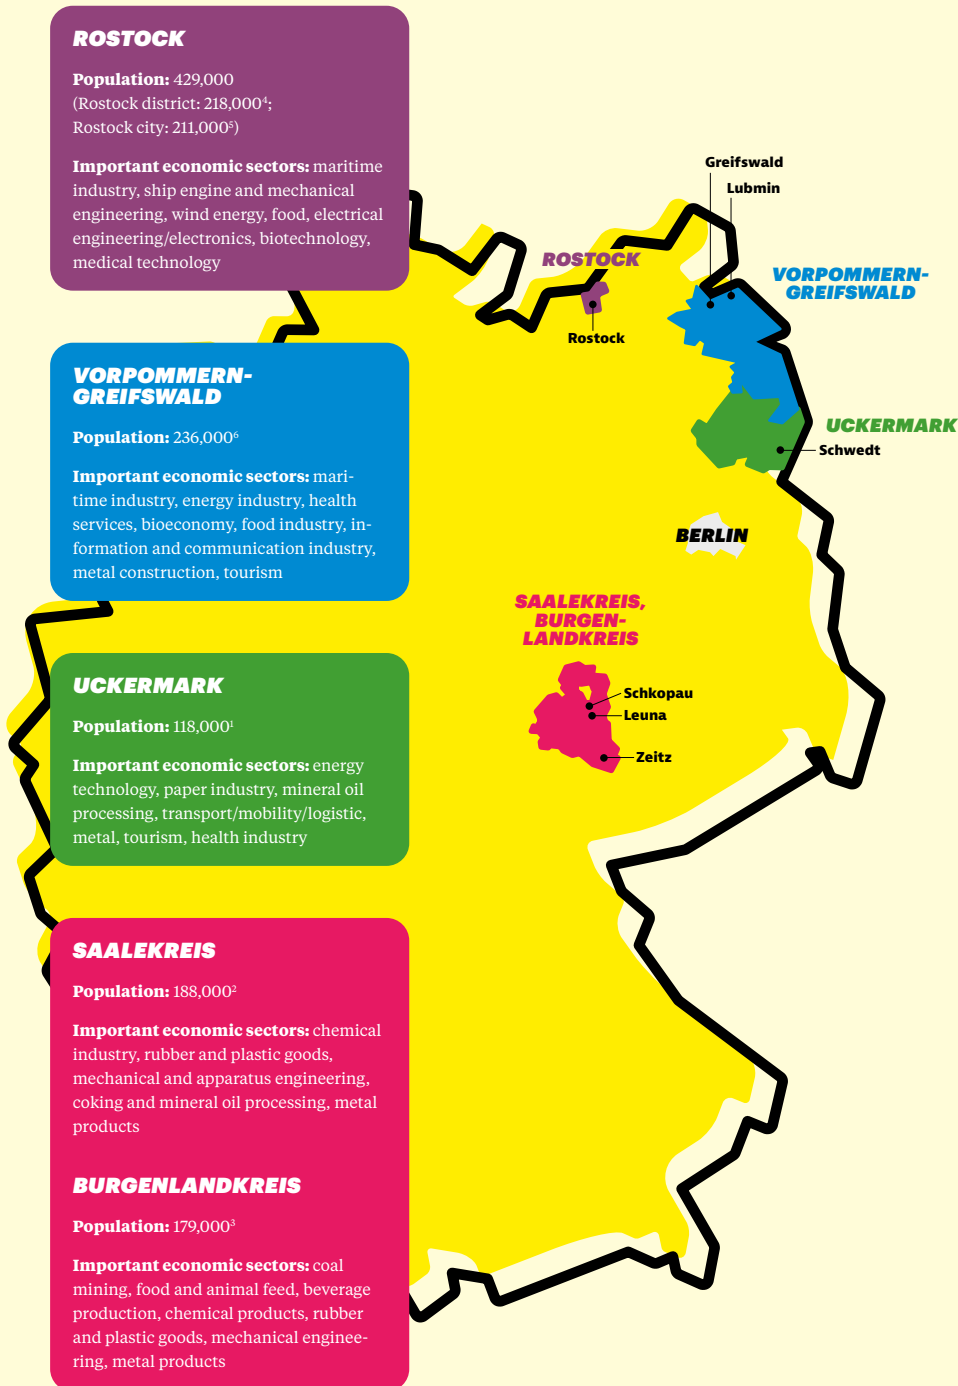 ROSTOCK
Population: 429,000
(Rostock district: 218,000⁴;
Rostock city: 211,000⁵)
Important economic sectors: maritime
industry, ship engine and mechanical
engineering, wind energy, food, electrical
engineering/electronics, biotechnology,
medical technology
VORPOMMERN-
GREIFSWALD
Population: 236,000⁶
Important economic sectors: mari-
time industry, energy industry, health
services, bioeconomy, food industry, in-
formation and communication industry,
metal construction, tourism
UCKERMARK
Population: 118,000¹
Important economic sectors: energy
technology, paper industry, mineral oil
processing, transport/mobility/logistic,
metal, tourism, health industry
SAALEKREIS
Population: 188,000²
Important economic sectors: chemical
industry, rubber and plastic goods,
mechanical and apparatus engineering,
coking and mineral oil processing, metal
products
BURGENLANDKREIS
Population: 179,000³
Important economic sectors: coal
mining, food and animal feed, beverage
production, chemical products, rubber
and plastic goods, mechanical enginee-
ring, metal products
Greifswald
Lubmin
ROSTOCK
Rostock
VORPOMMERN-
GREIFSWALD
UCKERMARK
Schwedt
BERLIN
SAALEKREIS,
BURGEN-
LANDKREIS
Schkopau
Leuna
Zeitz